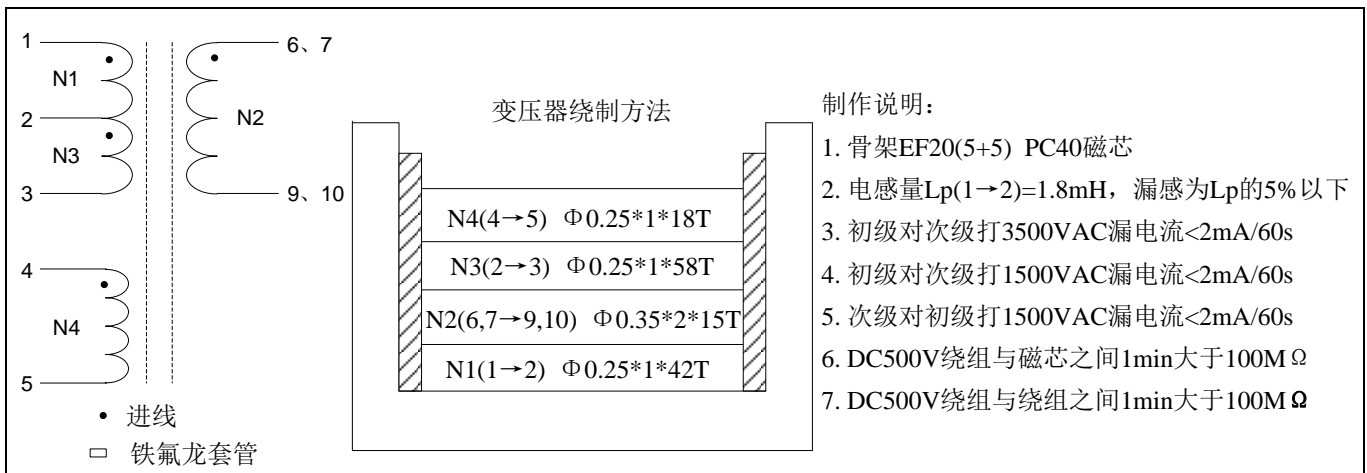 1
N1
2
N3
3
4
N4
5
6、7
N2
9、10
• 进线
铁氟龙套管
变压器绕制方法
N4(4→5) Φ0.25*1*18T
N3(2→3) Φ0.25*1*58T
N2(6,7→9,10) Φ0.35*2*15T
N1(1→2) Φ0.25*1*42T
制作说明：
1. 骨架EF20(5+5) PC40磁芯
2. 电感量Lp(1→2)=1.8mH，漏感为Lp的5%以下
3. 初级对次级打3500VAC漏电流<2mA/60s
4. 初级对次级打1500VAC漏电流<2mA/60s
5. 次级对初级打1500VAC漏电流<2mA/60s
6. DC500V绕组与磁芯之间1min大于100MΩ
7. DC500V绕组与绕组之间1min大于100MΩ